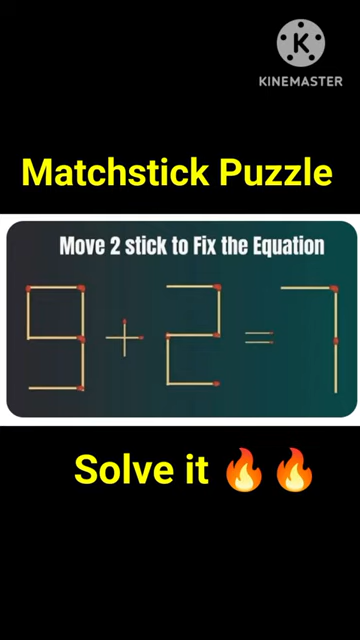 K
KINEMASTER
Matchstick Puzzle
Move 2 stick to Fix the Equation
9+2=7
Solve it 🔥🔥